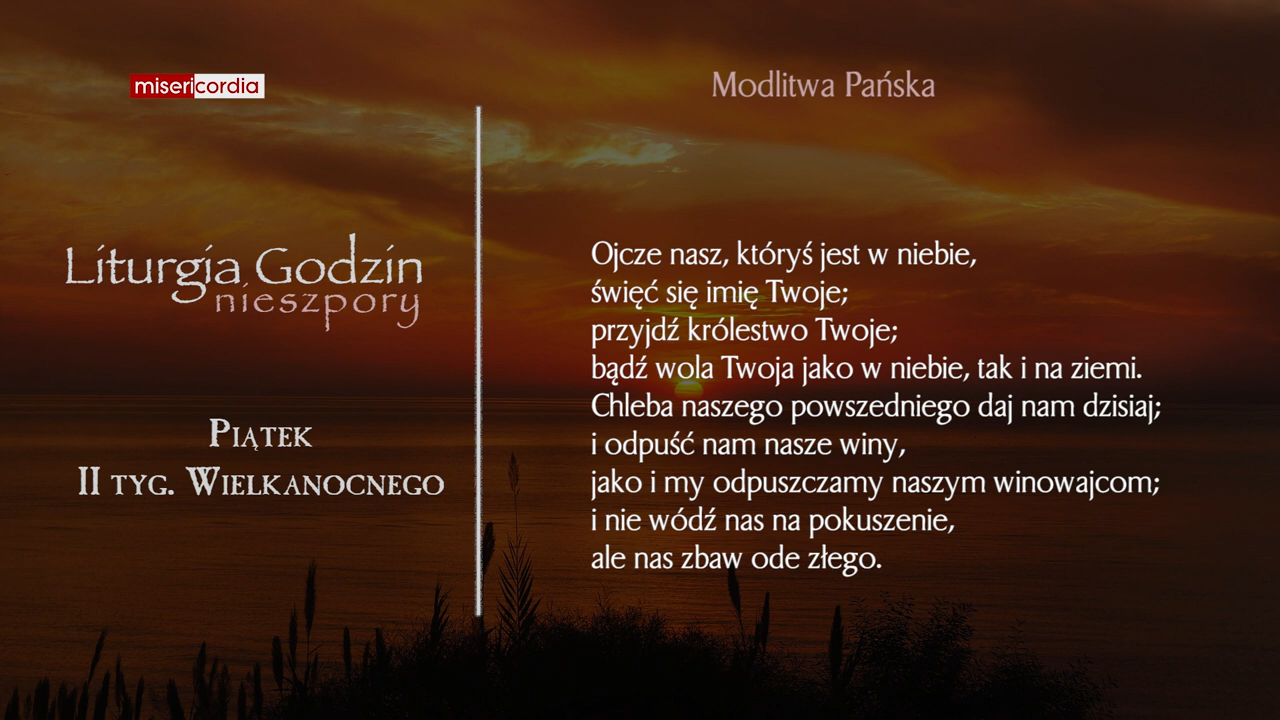 misericordia
Liturgia Godzin
nieszpory
Piątek
II tyg. Wielkanocnego
Modlitwa Pańska
Ojcze nasz, któryś jest w niebie,
święć się imię Twoje;
przyjdź królestwo Twoje;
bądź wola Twoja jako w niebie, tak i na ziemi.
Chleba naszego powszedniego daj nam dzisiaj;
i odpuść nam nasze winy,
jako i my odpuszczamy naszym winowajcom;
i nie wódź nas na pokuszenie,
ale nas zbaw ode złego.